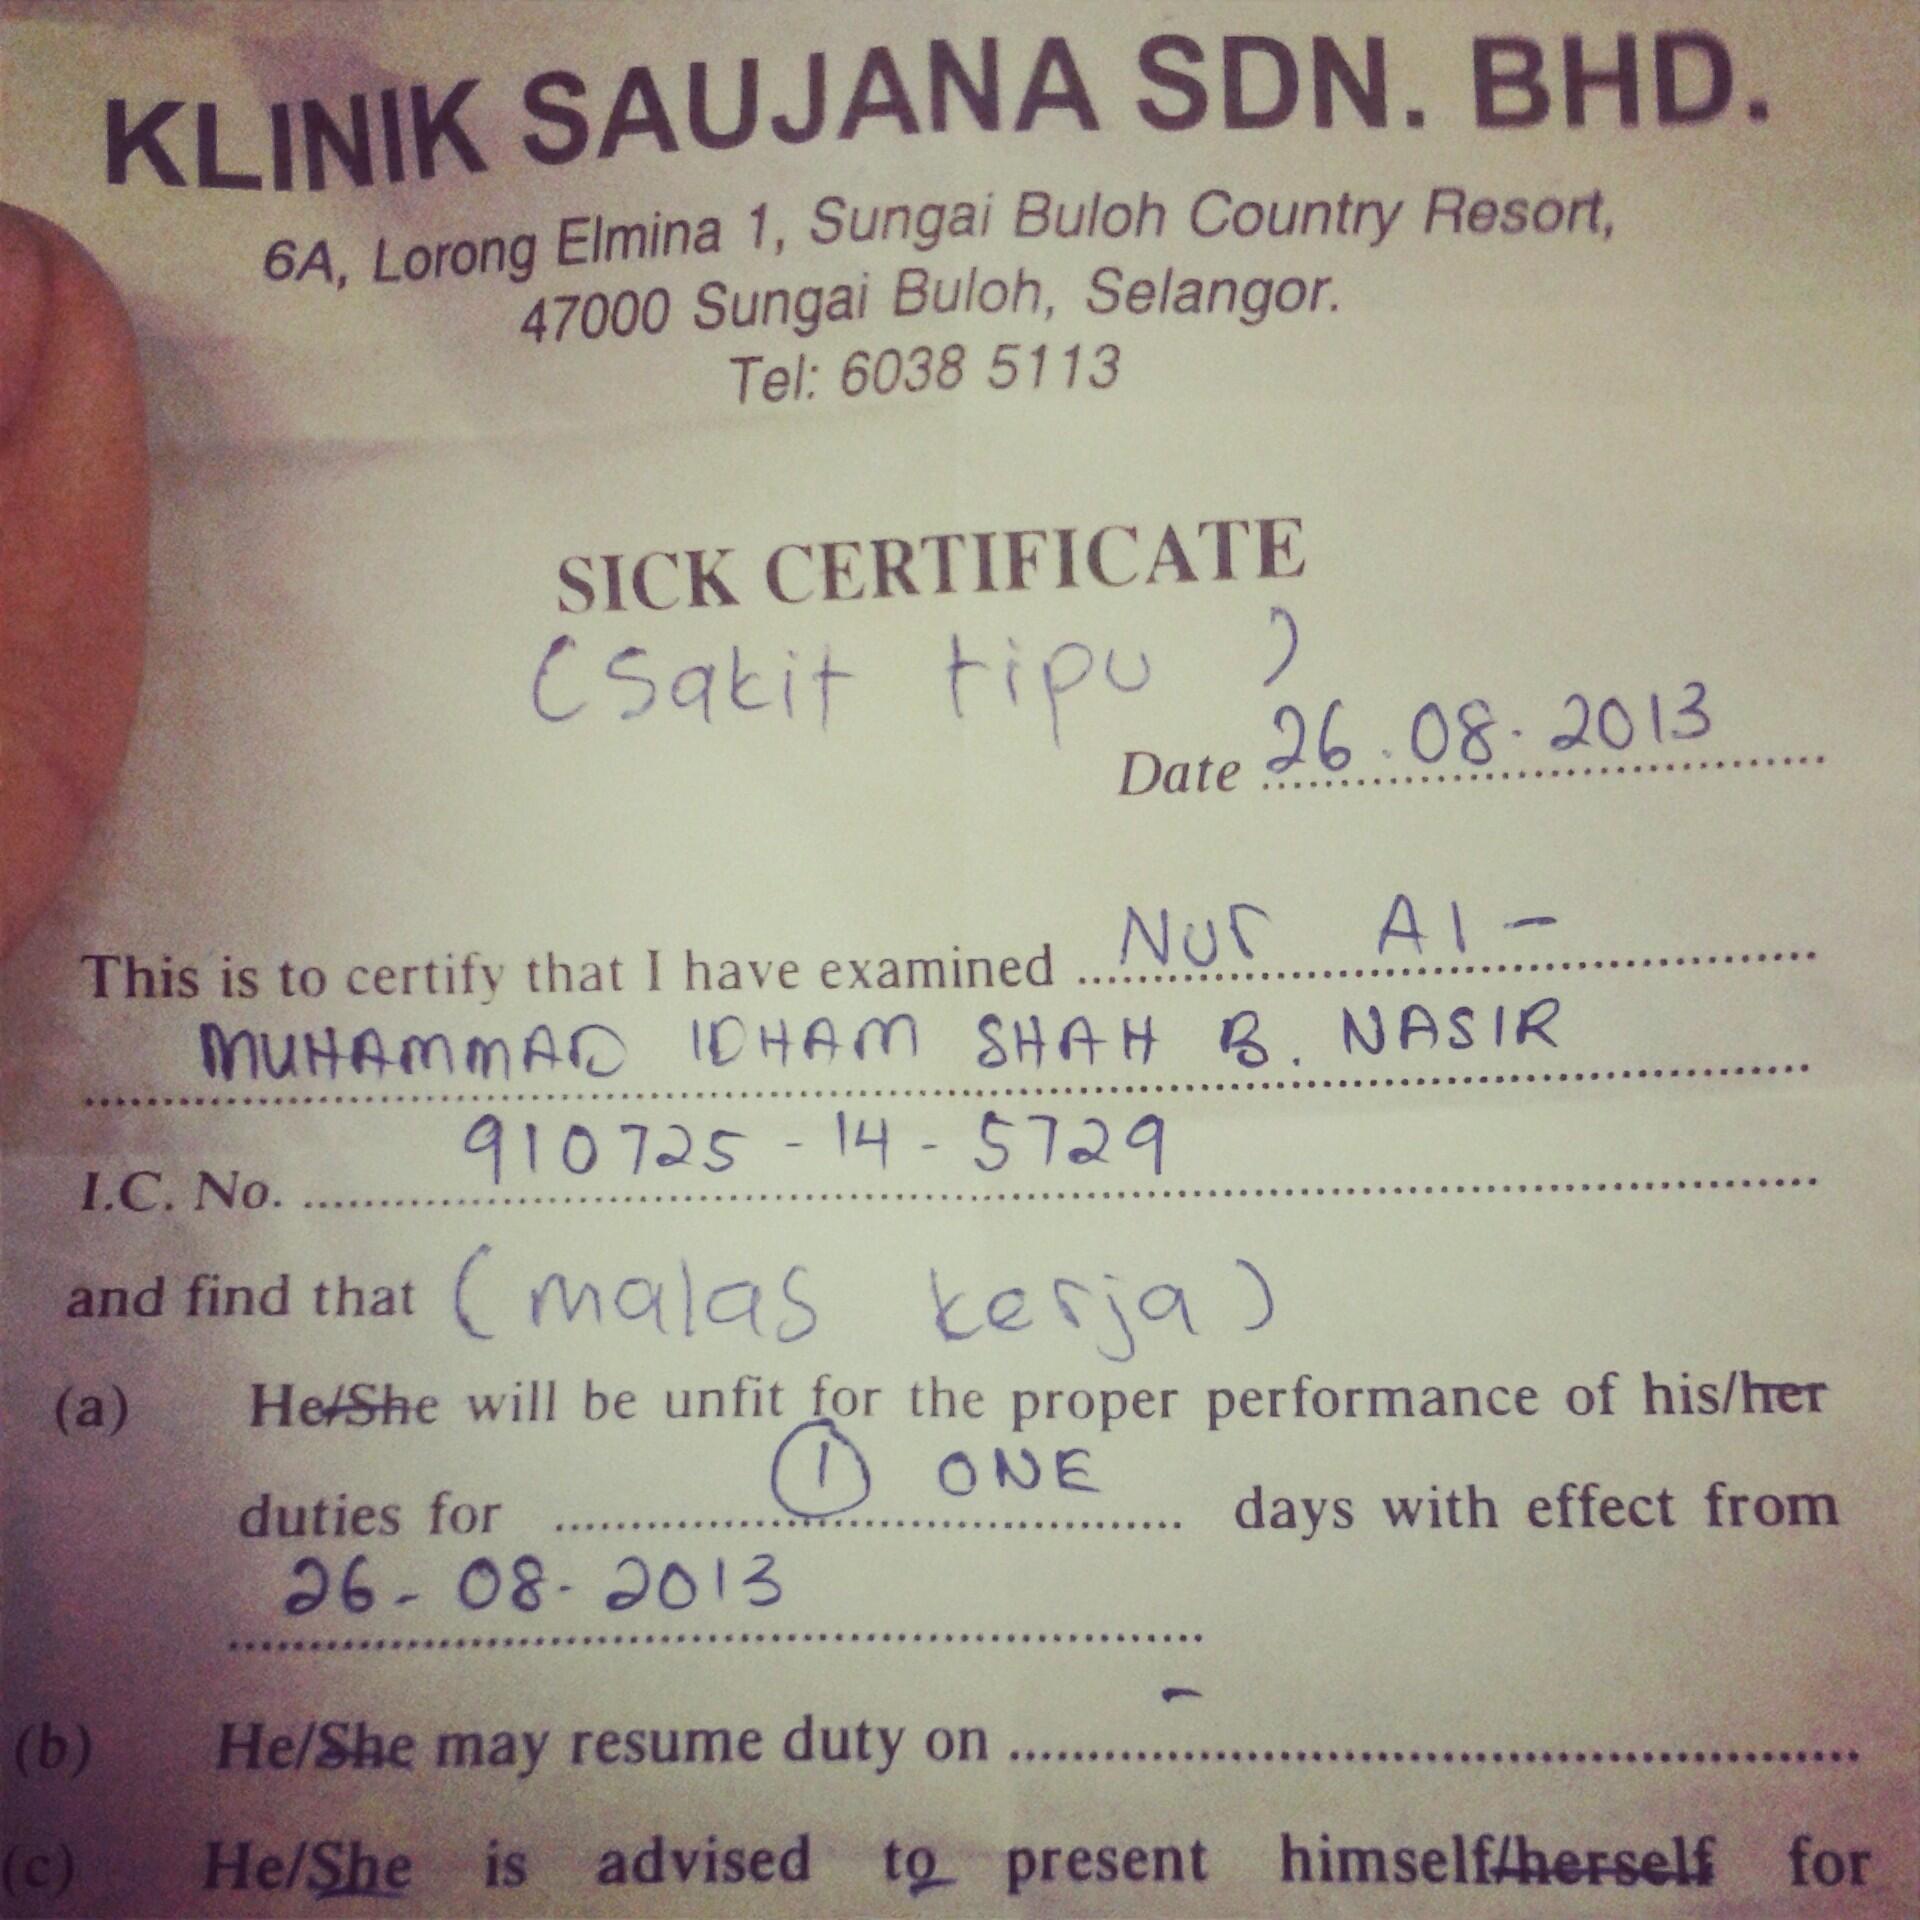 KLINIK SAUJANA SDN. BHD.
6A, Lorong Elmina 1, Sungai Buloh Country Resort,
47000 Sungai Buloh, Selangor.
Tel: 6038 5113
SICK CERTIFICATE
(Sakit tipu)
Date 26.08.2013
This is to certify that I have examined Nur Al-
MUHAMMAD IDHAM SHAH B. NASIR
I.C. No. 910725-14-5729
and find that (malas kerja)
(a) He/She will be unfit for the proper performance of his/her
duties for 1 ONE days with effect from
26-08-2013
(b) He/She may resume duty on -
(c) He/She is advised to present himself/herself for